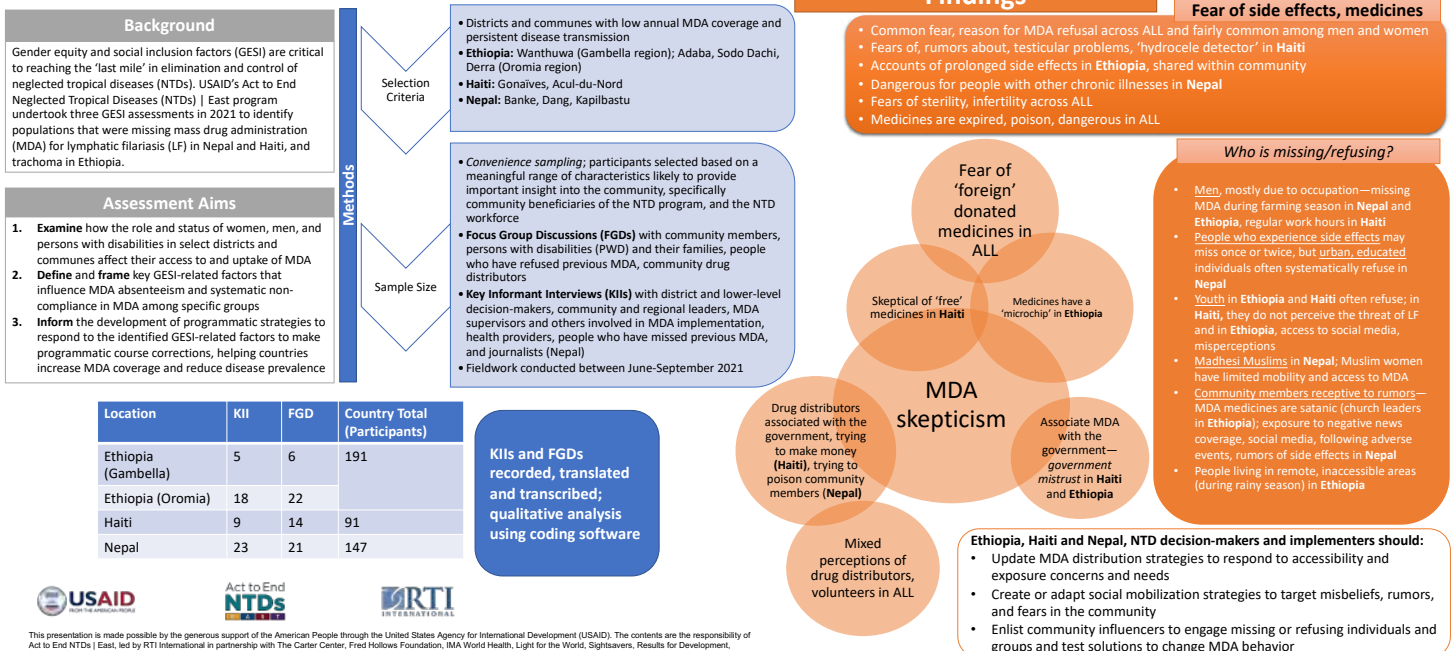 Background
Gender equity and social inclusion factors (GESI) are critical
to reaching the 'last mile' in elimination and control of
neglected tropical diseases (NTDs). USAID's Act to End
Neglected Tropical Diseases (NTDs) | East program
undertook three GESI assessments in 2021 to identify
populations that were missing mass drug administration
(MDA) for lymphatic filariasis (LF) in Nepal and Haiti, and
trachoma in Ethiopia.
Assessment Aims
1. Examine how the role and status of women, men, and
persons with disabilities in select districts and
communes affect their access to and uptake of MDA
2. Define and frame key GESI-related factors that
influence MDA absenteeism and systematic non-
compliance in MDA among specific groups
3. Inform the development of programmatic strategies to
respond to the identified GESI-related factors to make
programmatic course corrections, helping countries
increase MDA coverage and reduce disease prevalence
Methods
Selection
Criteria
• Districts and communes with low annual MDA coverage and
persistent disease transmission
• Ethiopia: Wanthuwa (Gambella region); Adaba, Sodo Dachi,
Derra (Oromia region)
• Haiti: Gonaïves, Acul-du-Nord
• Nepal: Banke, Dang, Kapilbastu
Sample Size
• Convenience sampling; participants selected based on a
meaningful range of characteristics likely to provide
important insight into the community, specifically
community beneficiaries of the NTD program, and the NTD
workforce
• Focus Group Discussions (FGDs) with community members,
persons with disabilities (PWD) and their families, people
who have refused previous MDA, community drug
distributors
• Key Informant Interviews (KIIs) with district and lower-level
decision-makers, community and regional leaders, MDA
supervisors and others involved in MDA implementation,
health providers, people who have missed previous MDA,
and journalists (Nepal)
• Fieldwork conducted between June-September 2021
Location KII FGD Country Total
(Participants)
Ethiopia
(Gambella) 5 6 191
Ethiopia (Oromia) 18 22
Haiti 9 14 91
Nepal 23 21 147
KIIs and FGDs
recorded, translated
and transcribed;
qualitative analysis
using coding software
USAID
FROM THE AMERICAN PEOPLE
Act to End
NTDs
EAST
RTI
INTERNATIONAL
This presentation is made possible by the generous support of the American People through the United States Agency for International Development (USAID). The contents are the responsibility of
Act to End NTDs | East, led by RTI International in partnership with The Carter Center, Fred Hollows Foundation, IMA World Health, Light for the World, Sightsavers, Results for Development,
Findings
Fear of side effects, medicines
• Common fear, reason for MDA refusal across ALL and fairly common among men and women
• Fears of, rumors about, testicular problems, 'hydrocele detector' in Haiti
• Accounts of prolonged side effects in Ethiopia, shared within community
• Dangerous for people with other chronic illnesses in Nepal
• Fears of sterility, infertility across ALL
• Medicines are expired, poison, dangerous in ALL
Fear of
'foreign'
donated
medicines in
ALL
Skeptical of 'free'
medicines in Haiti
Medicines have a
'microchip' in Ethiopia
MDA
skepticism
Drug distributors
associated with the
government, trying
to make money
(Haiti), trying to
poison community
members (Nepal)
Associate MDA
with the
government—
government
mistrust in Haiti
and Ethiopia
Mixed
perceptions of
drug distributors,
volunteers in ALL
Who is missing/refusing?
• Men, mostly due to occupation—missing
MDA during farming season in Nepal and
Ethiopia, regular work hours in Haiti
• People who experience side effects may
miss once or twice, but urban, educated
individuals often systematically refuse in
Nepal
• Youth in Ethiopia and Haiti often refuse; in
Haiti, they do not perceive the threat of LF
and in Ethiopia, access to social media,
misperceptions
• Madhesi Muslims in Nepal; Muslim women
have limited mobility and access to MDA
• Community members receptive to rumors—
MDA medicines are satanic (church leaders
in Ethiopia); exposure to negative news
coverage, social media, following adverse
events, rumors of side effects in Nepal
• People living in remote, inaccessible areas
(during rainy season) in Ethiopia
Ethiopia, Haiti and Nepal, NTD decision-makers and implementers should:
• Update MDA distribution strategies to respond to accessibility and
exposure concerns and needs
• Create or adapt social mobilization strategies to target misbeliefs, rumors,
and fears in the community
• Enlist community influencers to engage missing or refusing individuals and
groups and test solutions to change MDA behavior